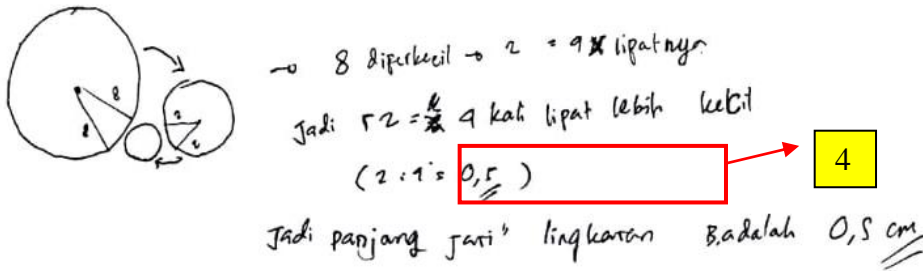 8 8
2 2
→ 8 diperkecil → 2 = 4 lipatnya
Jadi r2 = 4 kali lipat lebih kecil
(2 : 4 = 0,5)
4
Jadi panjang jari" lingkaran B adalah 0,5 cm